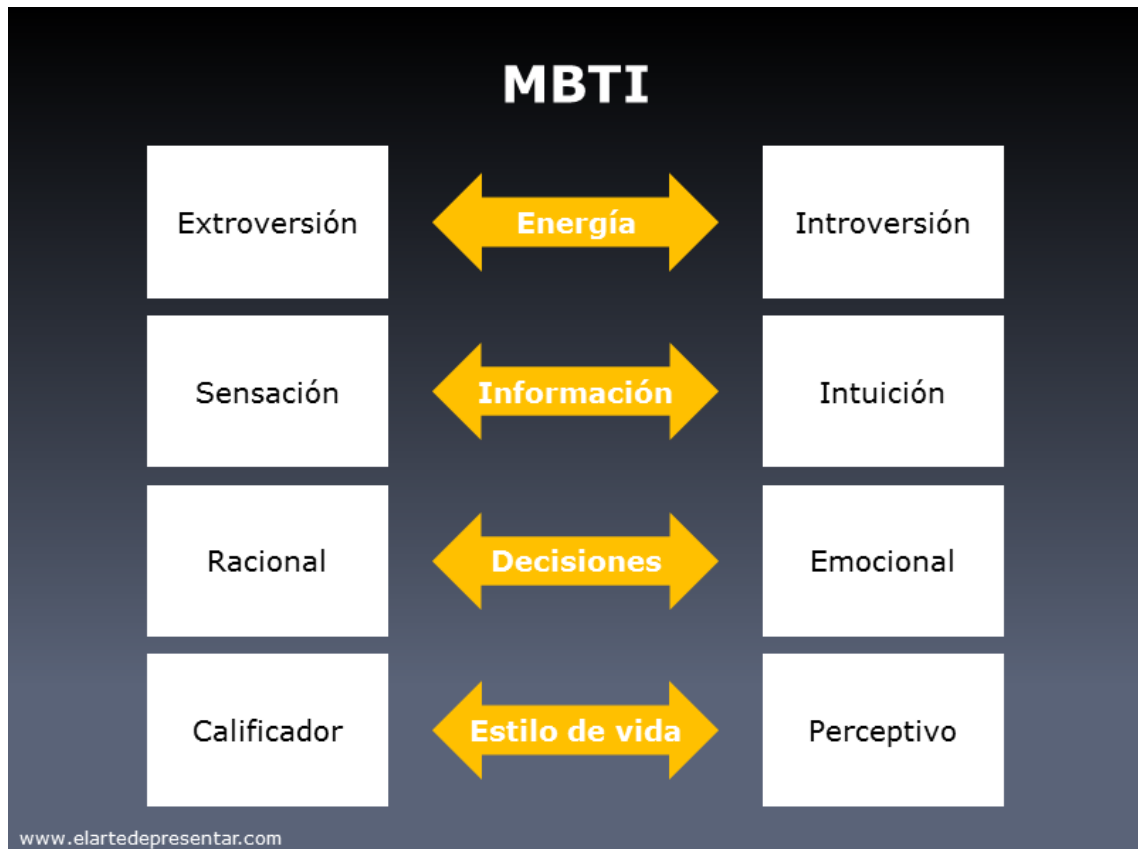 MBTI
Extroversión
Energía
Introversión
Sensación
Información
Intuición
Racional
Decisiones
Emocional
Calificador
Estilo de vida
Perceptivo
www.elartedepresentar.com